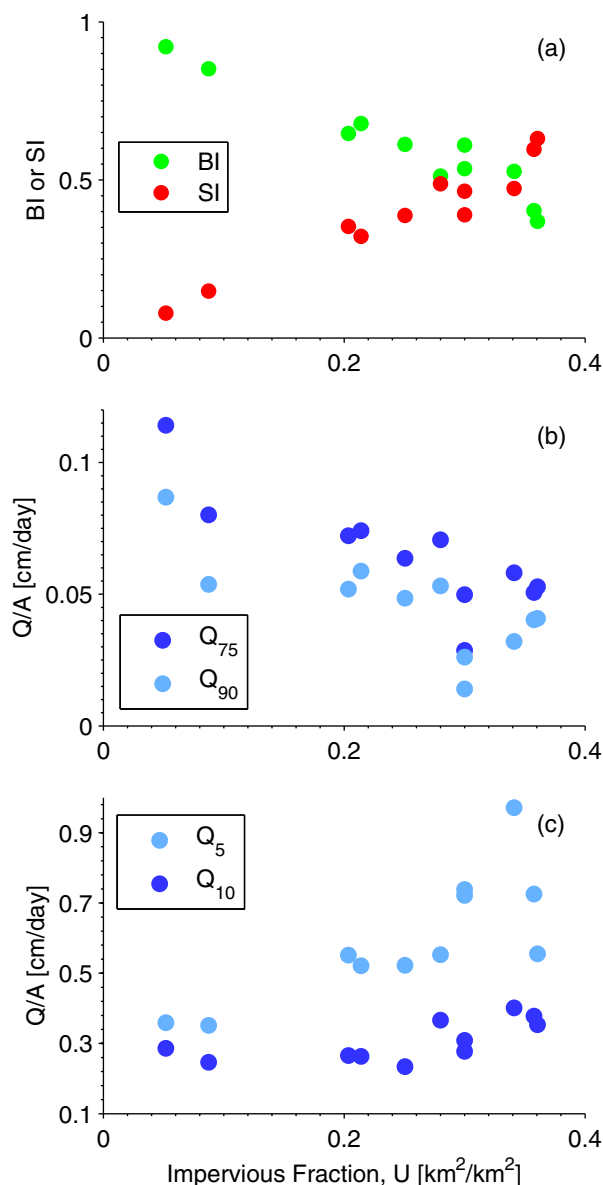 1
(a)
BI or SI
0.5
BI
SI
0
0 0.2 0.4
(b)
0.1
Q/A [cm/day]
0.05
Q75
Q90
0
0 0.2 0.4
(c)
0.9
Q5
Q10
0.7
Q/A [cm/day]
0.5
0.3
0.1
0 0.2 0.4
Impervious Fraction, U [km²/km²]